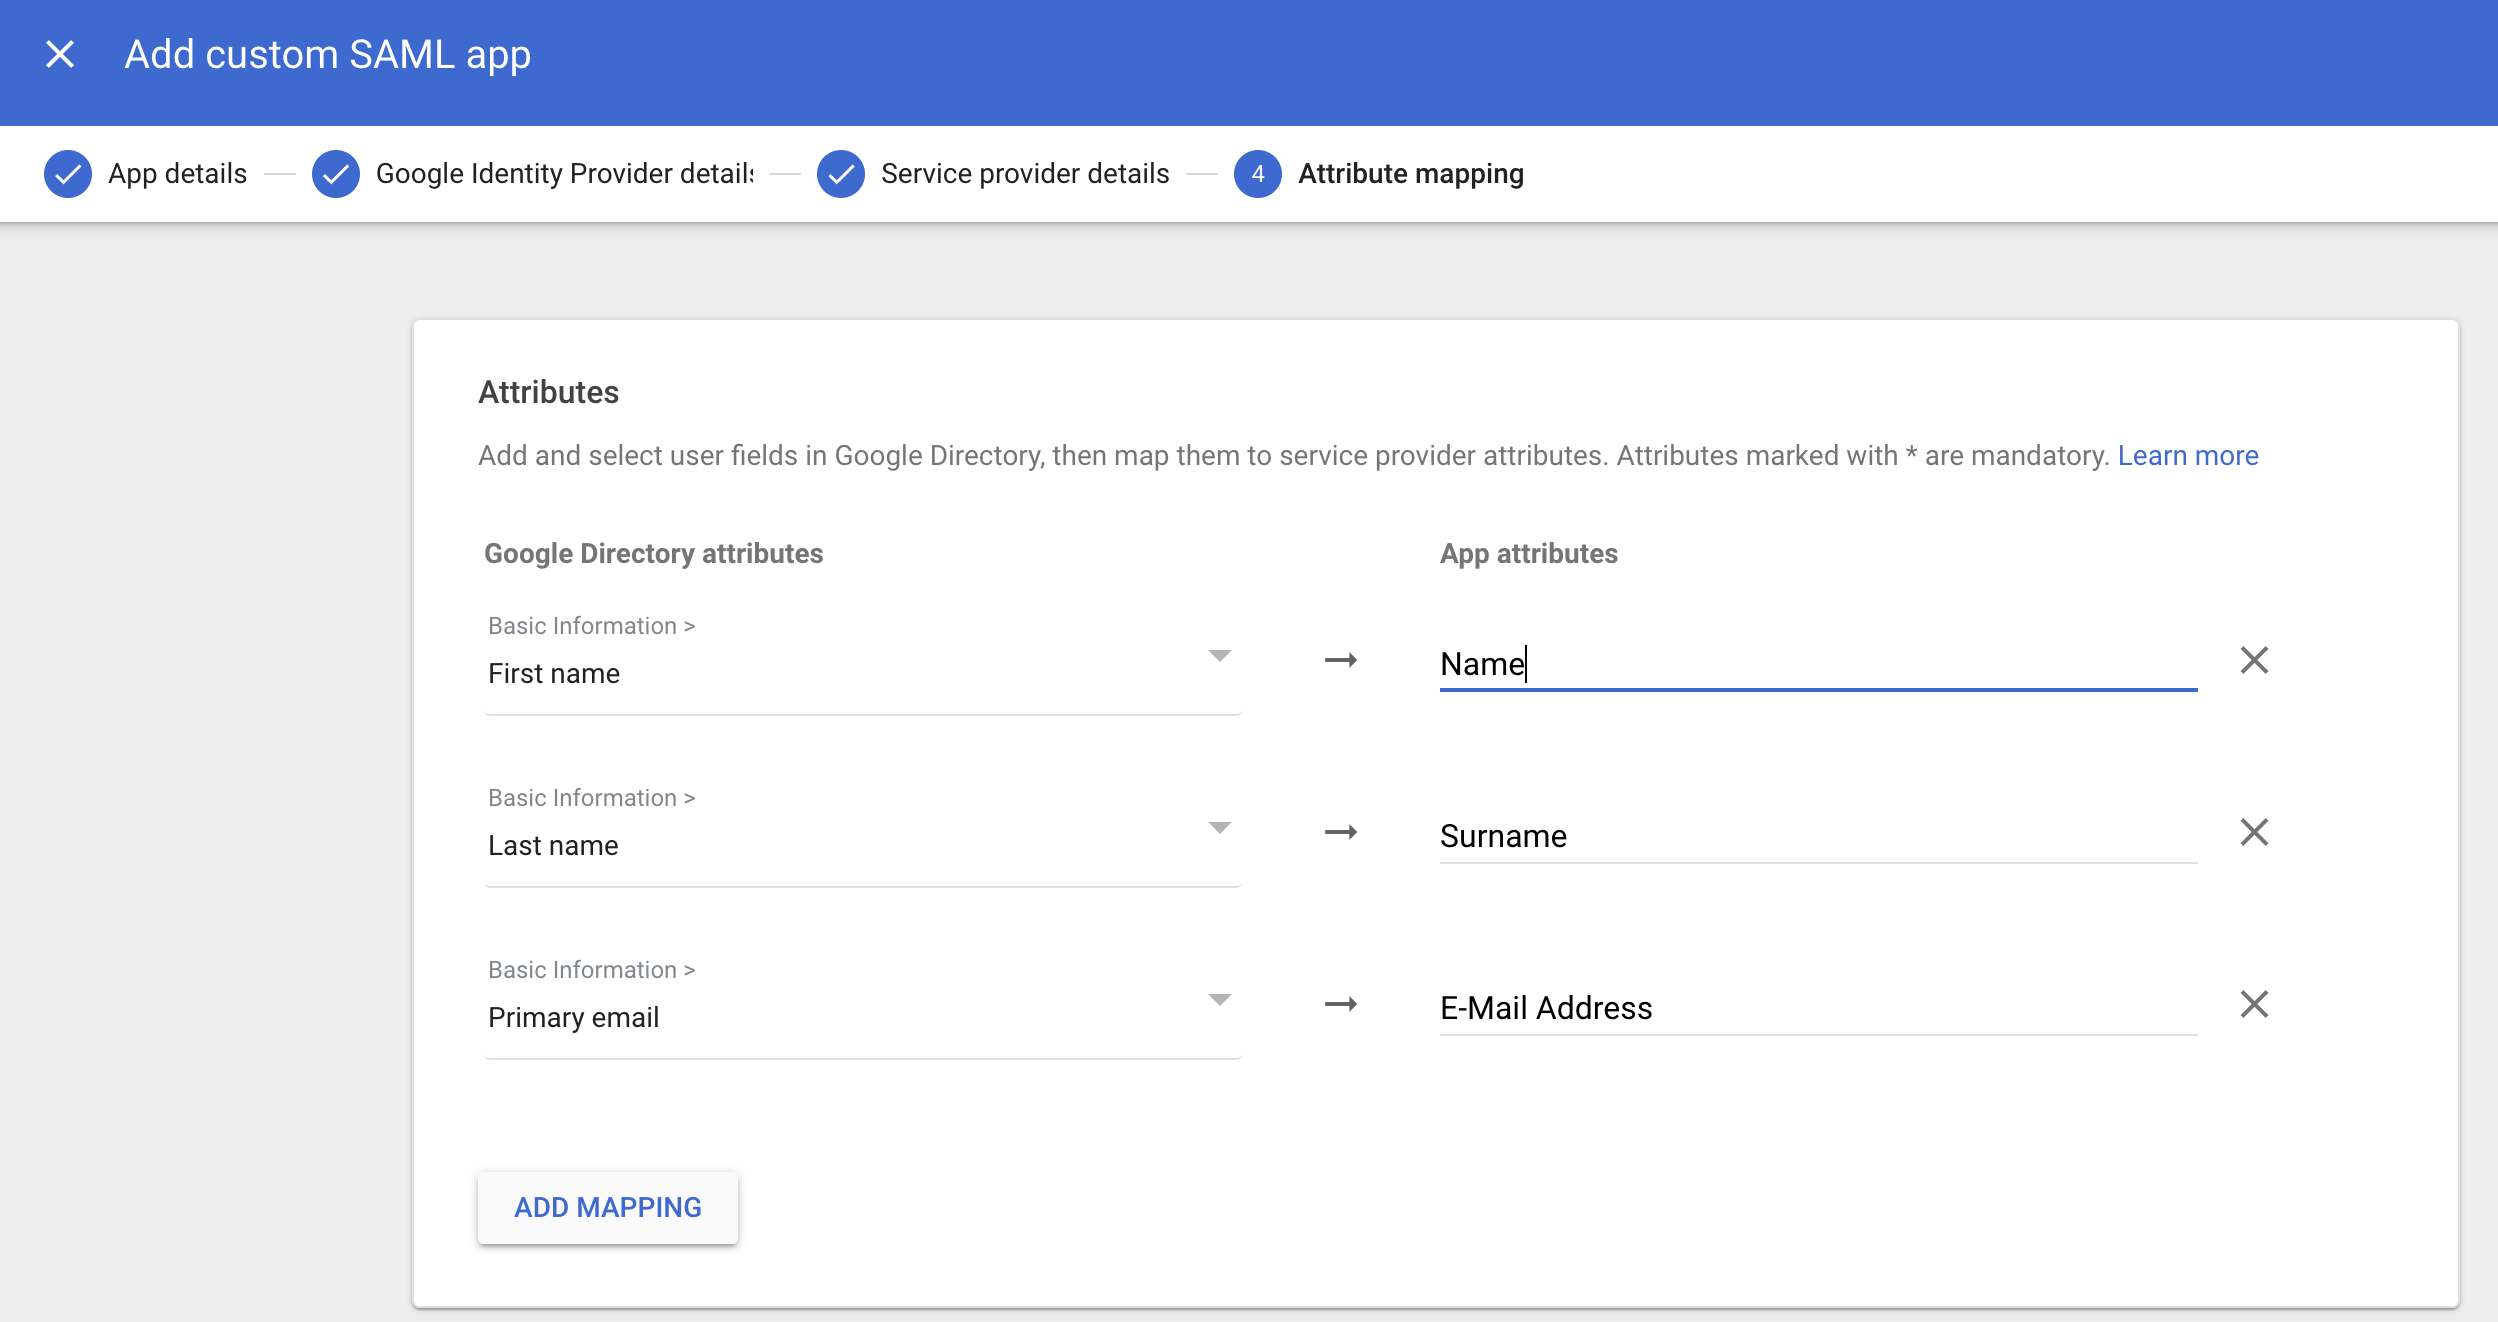 Add custom SAML app
App details
Google Identity Provider details
Service provider details
4
Attribute mapping
Attributes
Add and select user fields in Google Directory, then map them to service provider attributes. Attributes marked with * are mandatory. Learn more
Google Directory attributes
App attributes
Basic Information >
First name
Name
Basic Information >
Last name
Surname
Basic Information >
Primary email
E-Mail Address
ADD MAPPING